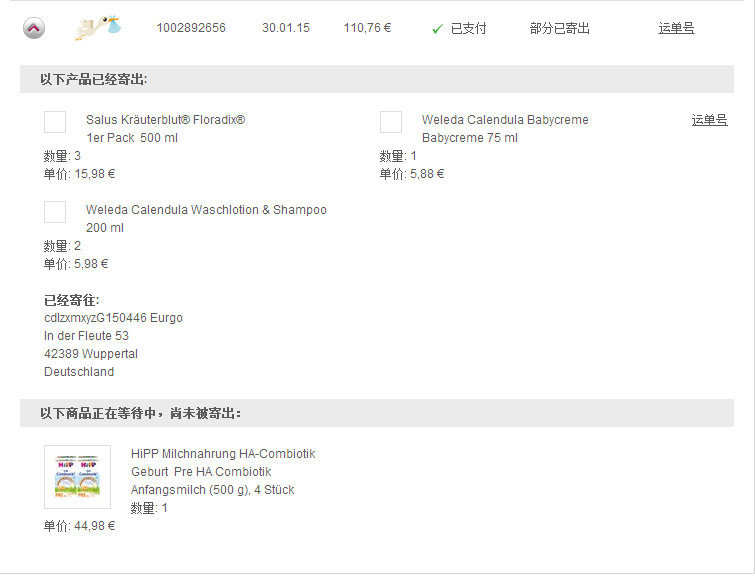 1002892656 30.01.15 110,76 € 已支付 部分已寄出 运单号
以下产品已经寄出:
Salus Kräuterblut® Floradix®
1er Pack 500 ml
数量: 3
单价: 15,98 €
Weleda Calendula Babycreme
Babycreme 75 ml
数量: 1
单价: 5,88 €
运单号
Weleda Calendula Waschlotion & Shampoo
200 ml
数量: 2
单价: 5,98 €
已经寄往:
cdlzxmxyzG150446 Eurgo
In der Fleute 53
42389 Wuppertal
Deutschland
以下商品正在等待中，尚未被寄出:
HiPP
HiPP
HiPP Milchnahrung HA-Combiotik
Geburt Pre HA Combiotik
Anfangsmilch (500 g), 4 Stück
数量: 1
单价: 44,98 €